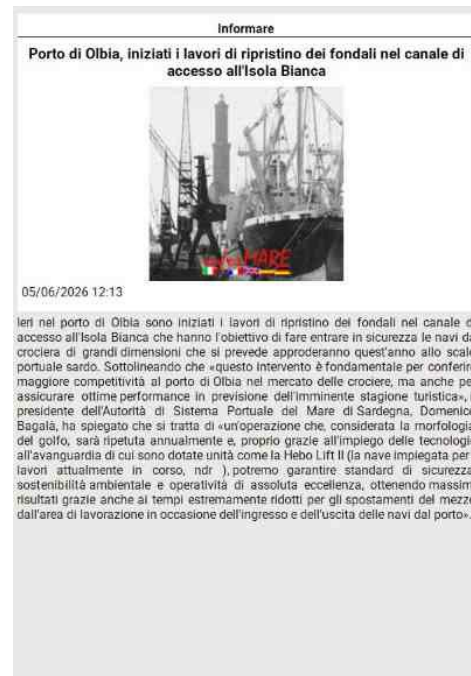 Informare
Porto di Olbia, iniziati i lavori di ripristino dei fondali nel canale di
accesso all'Isola Bianca
inforMARE
05/06/2026 12:13
Ieri nel porto di Olbia sono iniziati i lavori di ripristino dei fondali nel canale d
accesso all'Isola Bianca che hanno l'obiettivo di fare entrare in sicurezza le navi da
crociera di grandi dimensioni che si prevede approderanno quest'anno allo scalo
portuale sardo. Sottolineando che «questo intervento è fondamentale per conferire
maggiore competitività al porto di Olbia nel mercato delle crociere, ma anche per
assicurare ottime performance in previsione dell'imminente stagione turistica»,
presidente dell'Autorità di Sistema Portuale del Mare di Sardegna, Domenico
Bagalà, ha spiegato che si tratta di «un'operazione che, considerata la morfologia
del golfo, sarà ripetuta annualmente e, proprio grazie all'impiego delle tecnologie
all'avanguardia di cui sono dotate unità come la Hebo Lift II (la nave impiegata per
lavori attualmente in corso, ndr ), potremo garantire standard di sicurezza,
sostenibilità ambientale e operatività di assoluta eccellenza, ottenendo massimi
risultati grazie anche ai tempi estremamente ridotti per gli spostamenti del mezzo
dall'area di lavorazione in occasione dell'ingresso e dell'uscita delle navi dal porto».